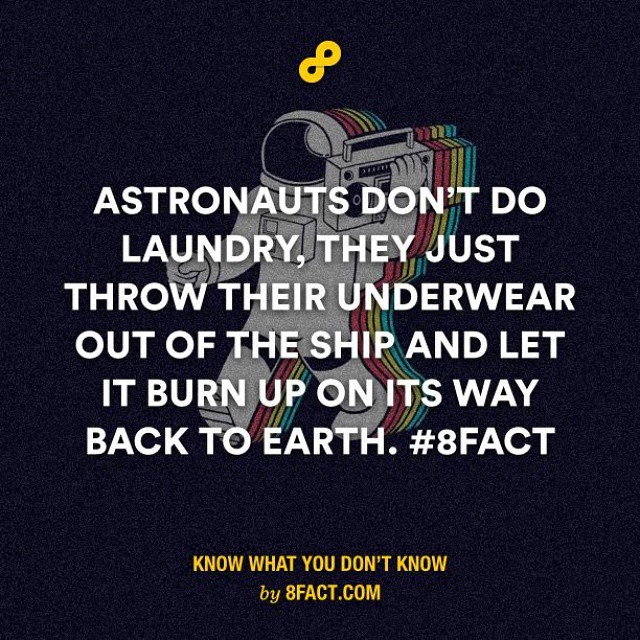 ASTRONAUTS DON'T DO
LAUNDRY, THEY JUST
THROW THEIR UNDERWEAR
OUT OF THE SHIP AND LET
IT BURN UP ON ITS WAY
BACK TO EARTH. #8FACT
KNOW WHAT YOU DON'T KNOW
by 8FACT.COM